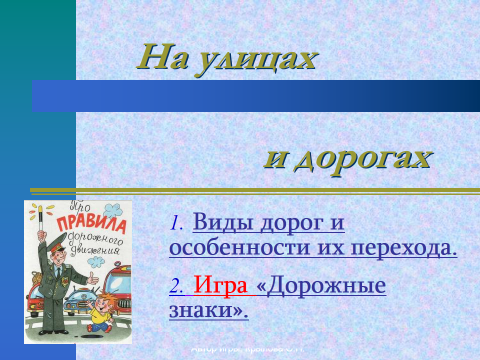 На улицах
и дорогах
Про
ПРАВИЛА
дорожного
движения
1. Виды дорог и
особенности их перехода.
2. Игра «Дорожные
знаки».